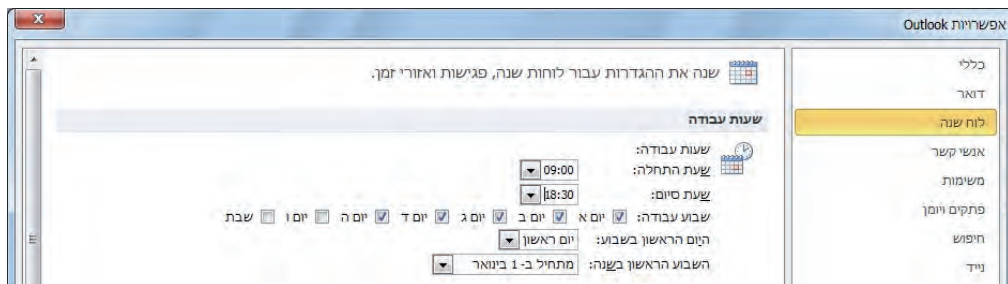 אפשרויות Outlook
כללי
דואר
לוח שנה
אנשי קשר
משימות
פתקים ויומן
חיפוש
נייד
שנה את ההגדרות עבור לוחות שנה, פגישות ואזורי זמן.
שעות עבודה
שעות עבודה:
שעת התחלה: 09:00
שעת סיום: 18:30
שבוע עבודה: יום א יום ב יום ג יום ד יום ה יום ו שבת
היום הראשון בשבוע: יום ראשון
השבוע הראשון בשנה: מתחיל ב- 1 בינואר